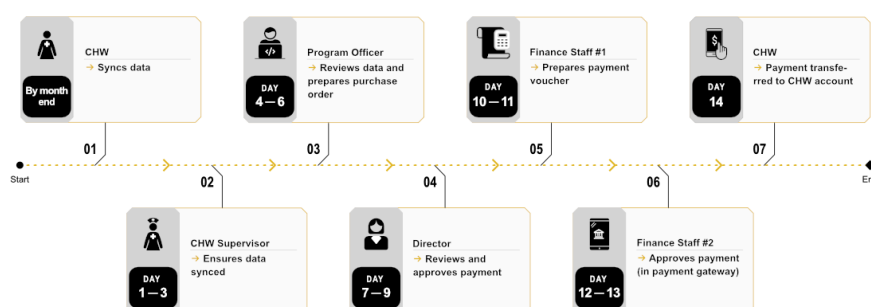 CHW
→ Syncs data
By month
end
Program Officer
→ Reviews data and
prepares purchase
order
DAY
4—6
Finance Staff #1
→ Prepares payment
voucher
DAY
10—11
CHW
→ Payment transfe-
rred to CHW account
DAY
14
01
03
05
07
Start
02
04
06
CHW Supervisor
→ Ensures data
synced
DAY
1—3
Director
→ Reviews and
approves payment
DAY
7—9
Finance Staff #2
→ Approves payment
(in payment gateway)
DAY
12—13